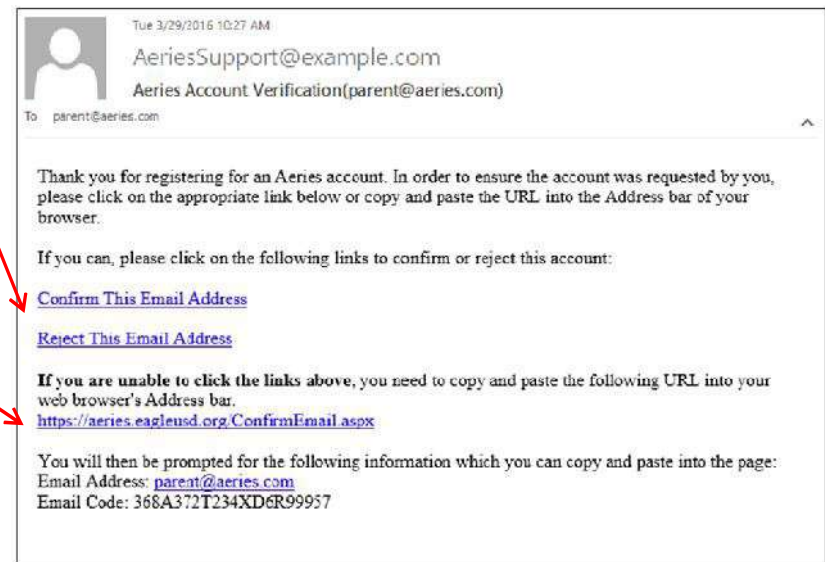 Tue 3/29/2016 10:27 AM
AeriesSupport@example.com
Aeries Account Verification(parent@aeries.com)
To parent@aeries.com
Thank you for registering for an Aeries account. In order to ensure the account was requested by you,
please click on the appropriate link below or copy and paste the URL into the Address bar of your
browser.
If you can, please click on the following links to confirm or reject this account:
Confirm This Email Address
Reject This Email Address
If you are unable to click the links above, you need to copy and paste the following URL into your
web browser's Address bar.
https://aeries.eagleusd.org/ConfirmEmail.aspx
You will then be prompted for the following information which you can copy and paste into the page:
Email Address: parent@aeries.com
Email Code: 368A372T234XD6R99957